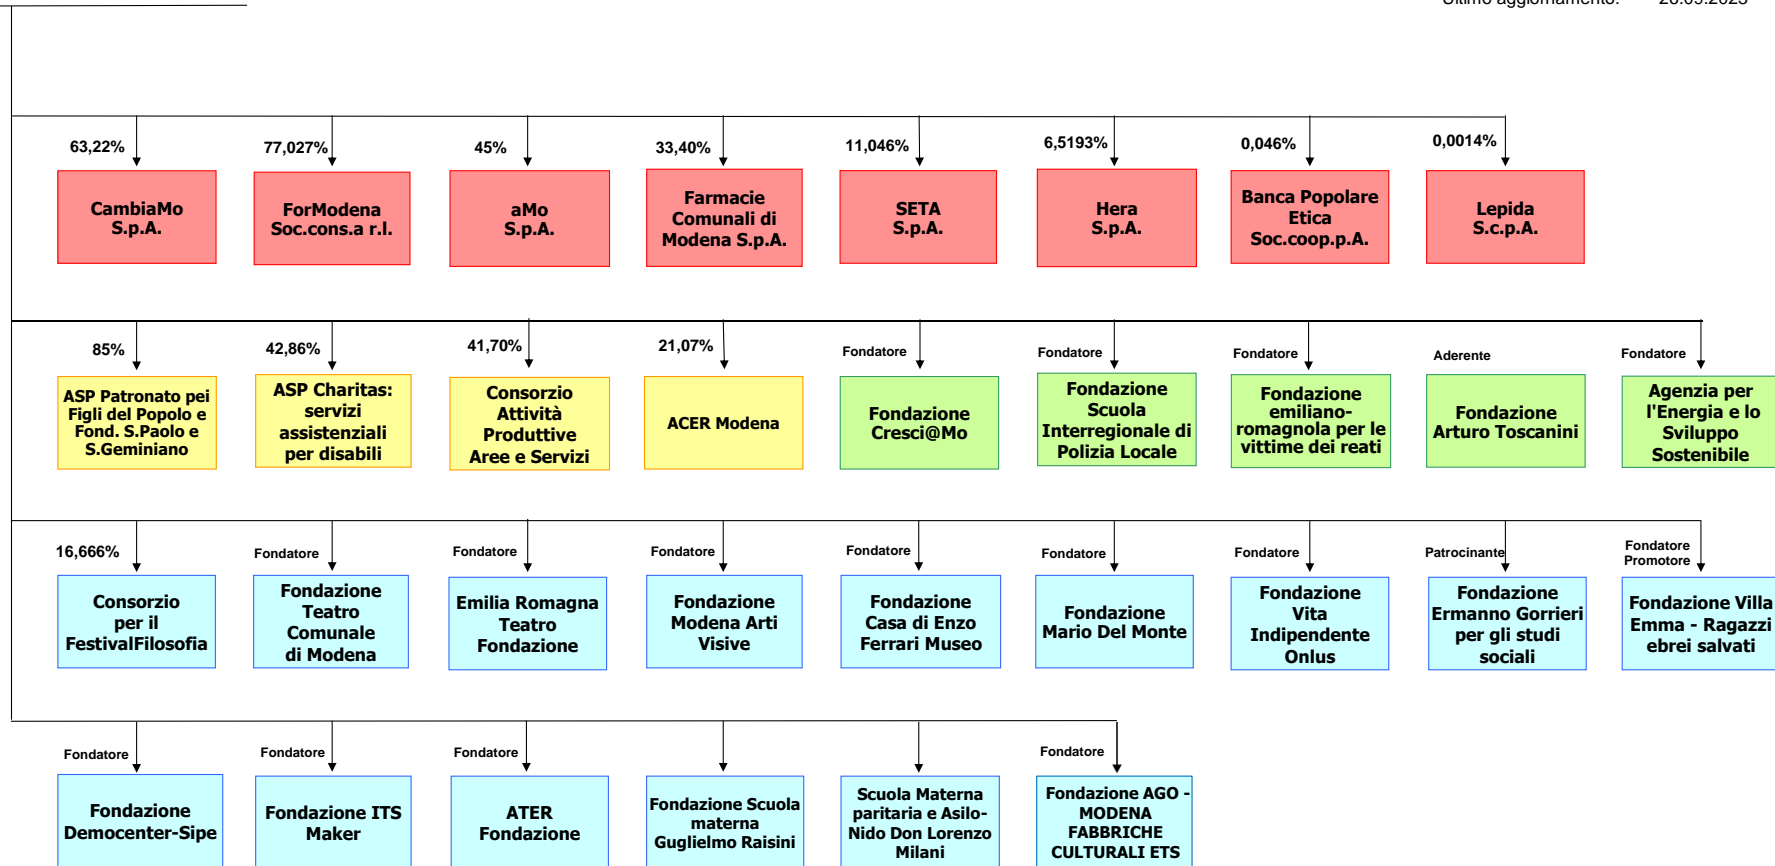 Ultimo aggiornamento: 26.09.2023
63,22%
77,027%
45%
33,40%
11,046%
6,5193%
0,046%
0,0014%
CambiaMo
S.p.A.
ForModena
Soc.cons.a r.l.
aMo
S.p.A.
Farmacie
Comunali di
Modena S.p.A.
SETA
S.p.A.
Hera
S.p.A.
Banca Popolare
Etica
Soc.coop.p.A.
Lepida
S.c.p.A.
85%
42,86%
41,70%
21,07%
Fondatore
Fondatore
Fondatore
Aderente
Fondatore
ASP Patronato pei
Figli del Popolo e
Fond. S.Paolo e
S.Geminiano
ASP Charitas:
servizi
assistenziali
per disabili
Consorzio
Attività
Produttive
Aree e Servizi
ACER Modena
Fondazione
Cresci@Mo
Fondazione
Scuola
Interregionale di
Polizia Locale
Fondazione
emiliano-
romagnola per le
vittime dei reati
Fondazione
Arturo Toscanini
Agenzia per
l'Energia e lo
Sviluppo
Sostenibile
16,666%
Fondatore
Fondatore
Fondatore
Fondatore
Fondatore
Fondatore
Patrocinante
Fondatore
Promotore
Consorzio
per il
FestivalFilosofia
Fondazione
Teatro
Comunale
di Modena
Emilia Romagna
Teatro
Fondazione
Fondazione
Modena Arti
Visive
Fondazione
Casa di Enzo
Ferrari Museo
Fondazione
Mario Del Monte
Fondazione
Vita
Indipendente
Onlus
Fondazione
Ermanno Gorrieri
per gli studi
sociali
Fondazione Villa
Emma - Ragazzi
ebrei salvati
Fondatore
Fondatore
Fondatore
Fondatore
Fondazione
Democenter-Sipe
Fondazione ITS
Maker
ATER
Fondazione
Fondazione Scuola
materna
Guglielmo Raisini
Scuola Materna
paritaria e Asilo-
Nido Don Lorenzo
Milani
Fondazione AGO -
MODENA
FABBRICHE
CULTURALI ETS